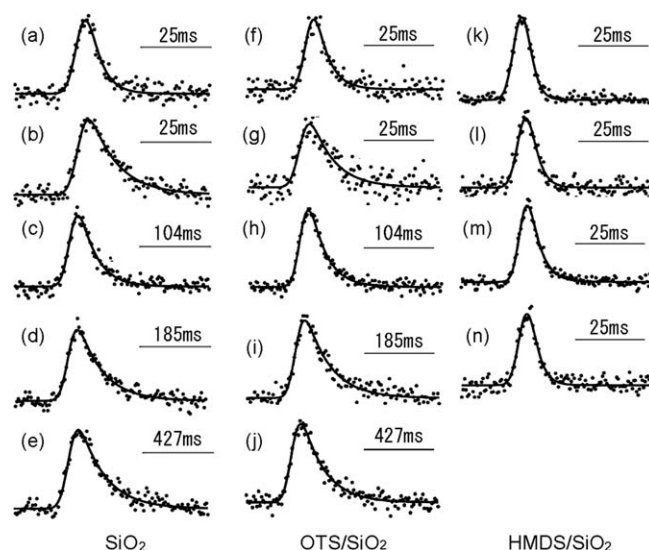 (a) 25ms (f) 25ms (k) 25ms
(b) 25ms (g) 25ms (l) 25ms
(c) 104ms (h) 104ms (m) 25ms
(d) 185ms (i) 185ms (n) 25ms
(e) 427ms (j) 427ms
SiO₂ OTS/SiO₂ HMDS/SiO₂